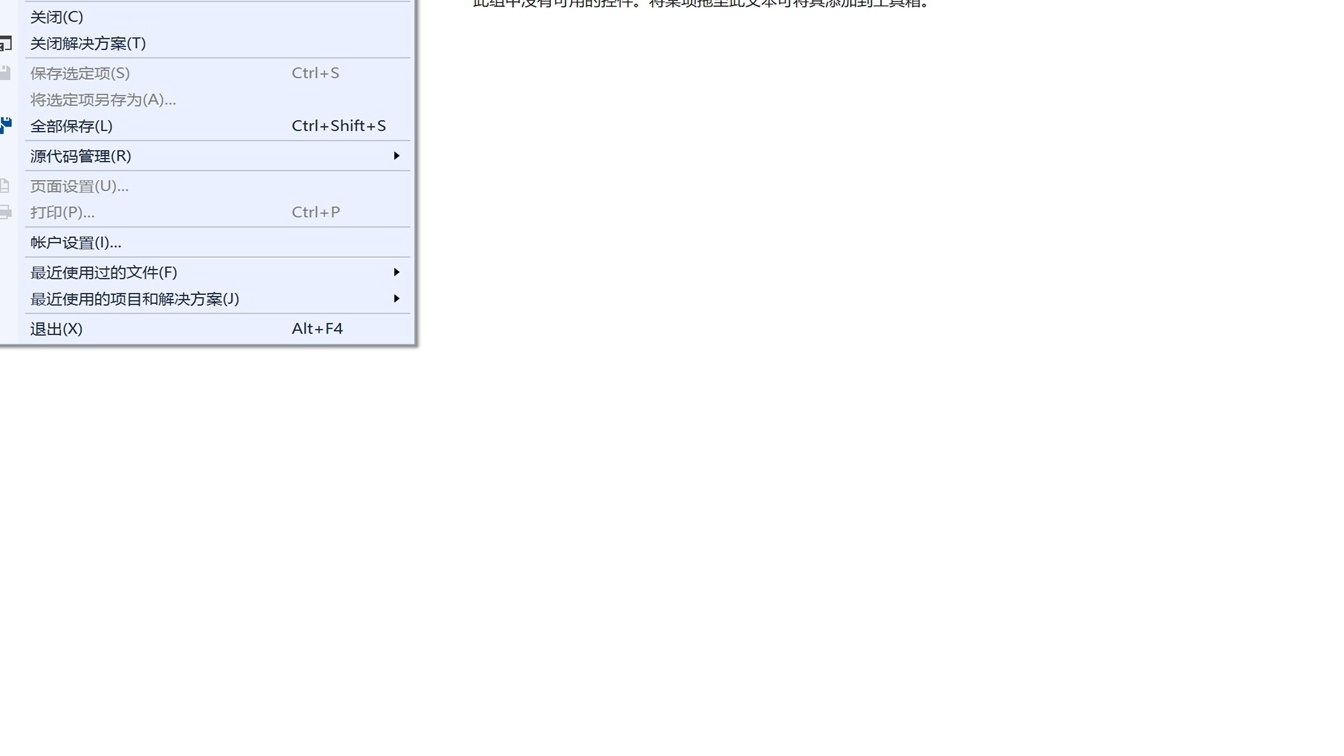 此组中没有可用的控件。将某项拖至此文本可将其添加到工具箱。
关闭(C)
关闭解决方案(T)
保存选定项(S) Ctrl+S
将选定项另存为(A)...
全部保存(L) Ctrl+Shift+S
源代码管理(R)
页面设置(U)...
打印(P)... Ctrl+P
帐户设置(I)...
最近使用过的文件(F)
最近使用的项目和解决方案(J)
退出(X) Alt+F4